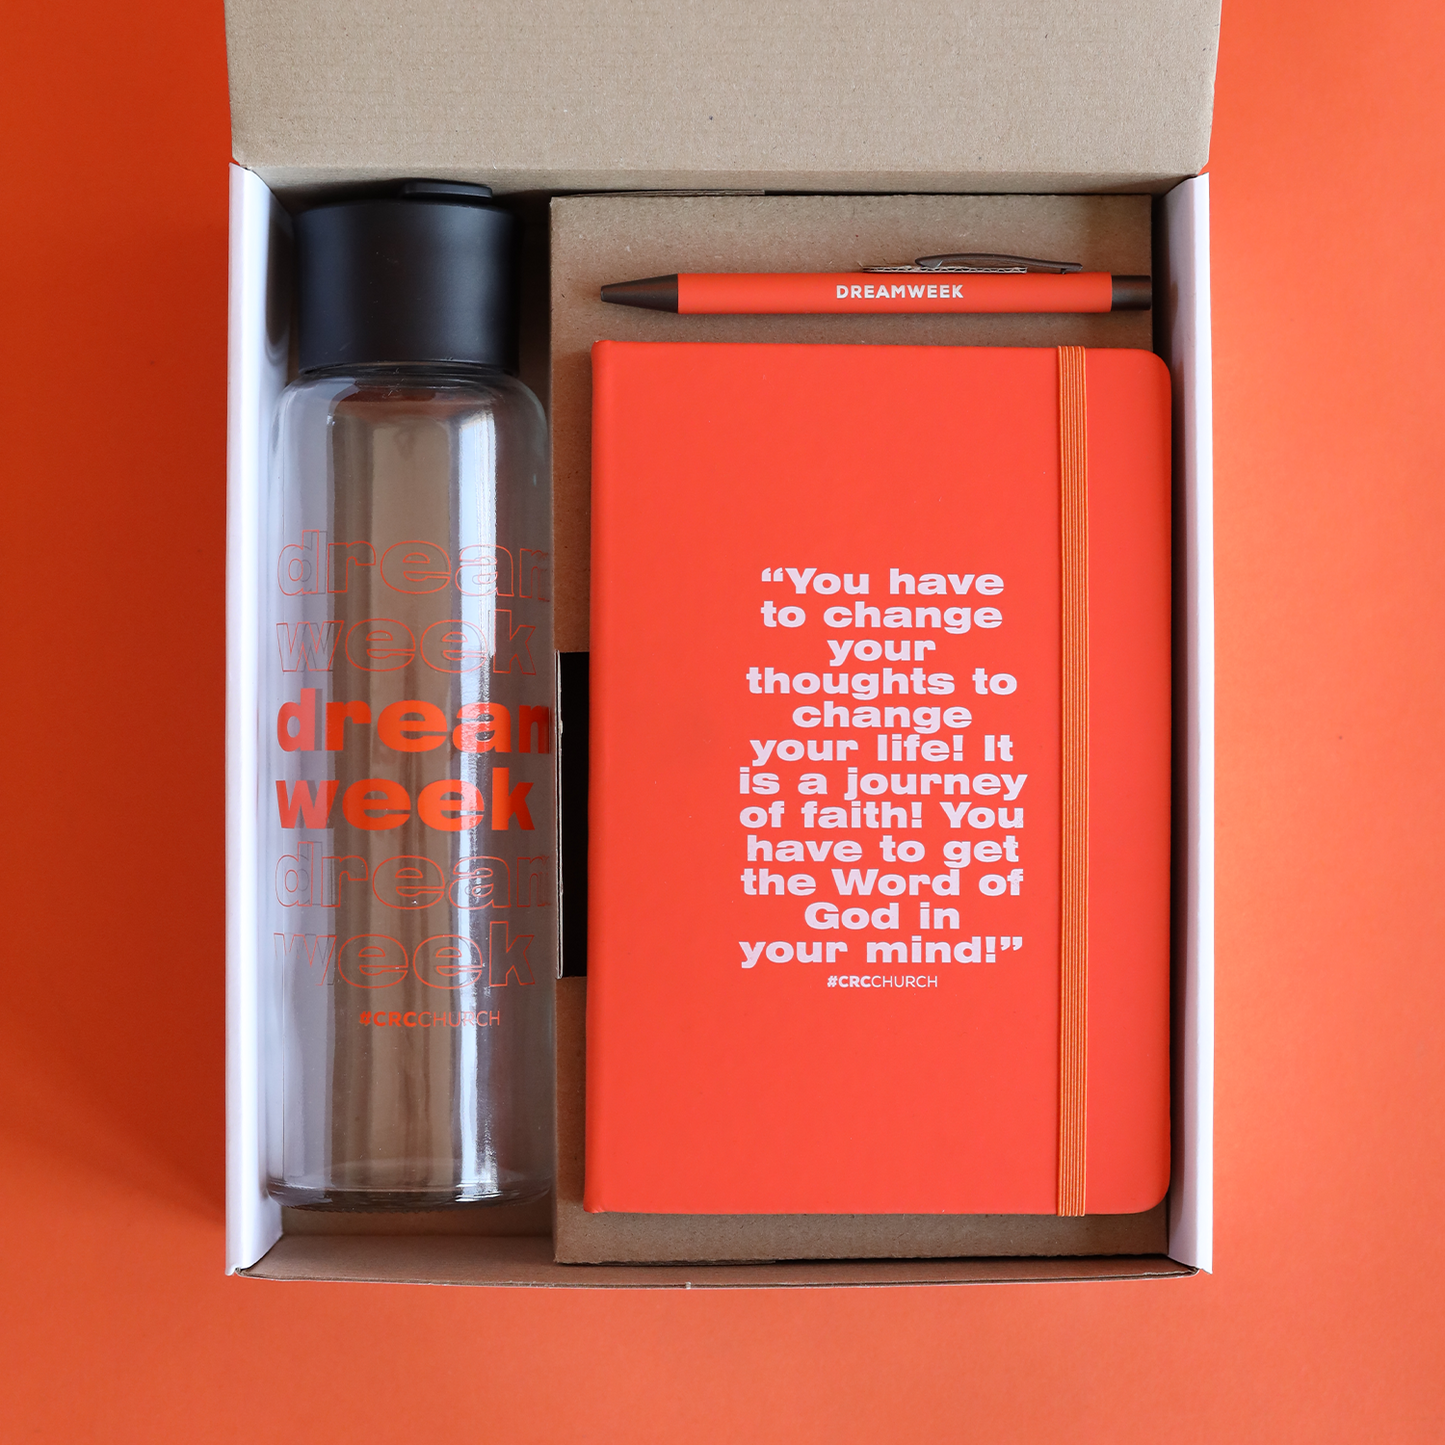 DREAMWEEK
“You have
to change
your
thoughts to
change
your life! It
is a journey
of faith! You
have to get
the Word of
God in
your mind!”
#CRCCHURCH
dream
week
dream
week
dream
week
#CRCCHURCH